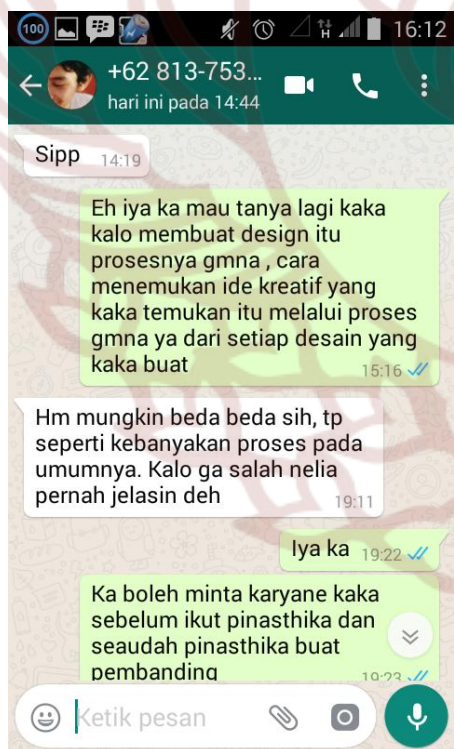 100
16:12
+62 813-753...
hari ini pada 14:44
Sipp 14:19
Eh iya ka mau tanya lagi kaka
kalo membuat design itu
prosesnya gmna , cara
menemukan ide kreatif yang
kaka temukan itu melalui proses
gmna ya dari setiap desain yang
kaka buat
15:16
Hm mungkin beda beda sih, tp
seperti kebanyakan proses pada
umumnya. Kalo ga salah nelia
pernah jelasin deh
19:11
Iya ka 19:22
Ka boleh minta karyane kaka
sebelum ikut pinasthika dan
seaudah pinasthika buat
pembanding
19:23
Ketik pesan